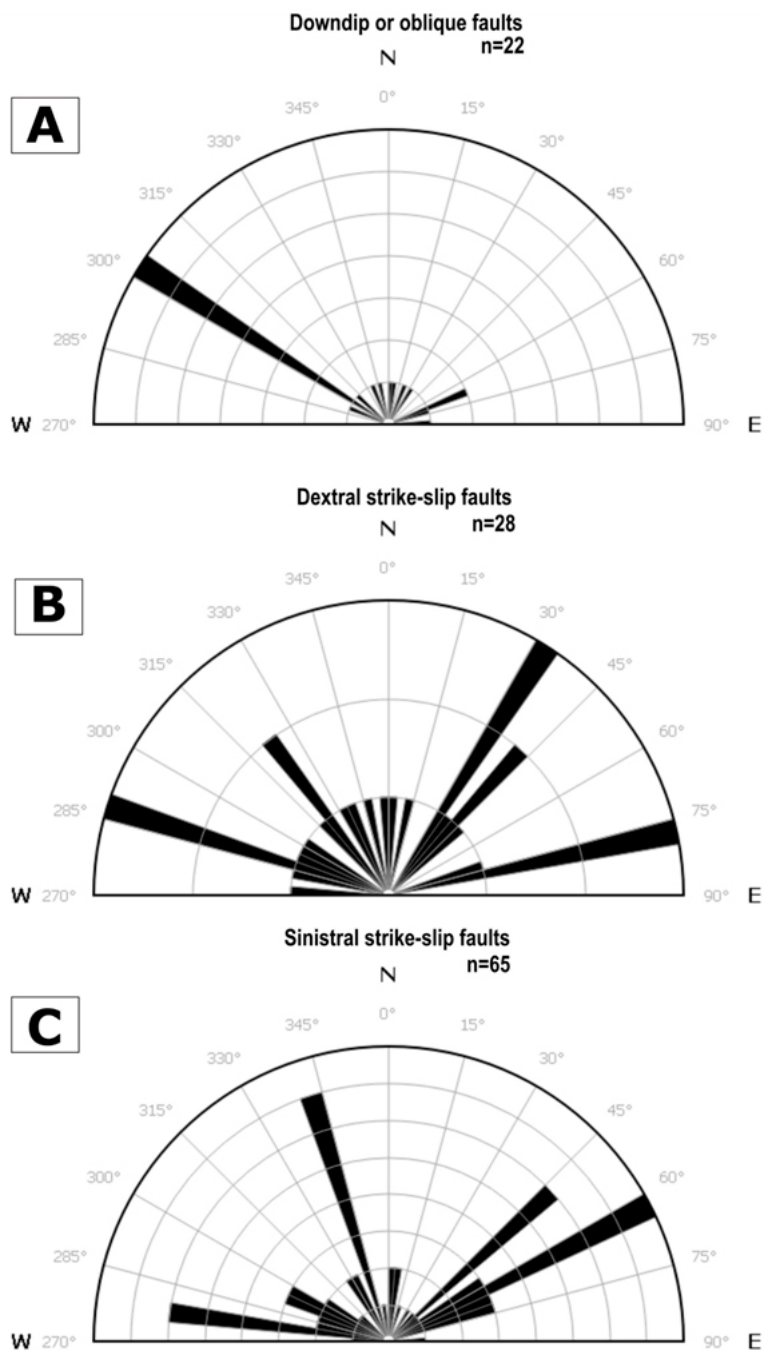 Downdip or oblique faults
n=22
N
A
0°
345° 15°
330° 30°
315° 45°
300° 60°
285° 75°
W 270° 90° E
Dextral strike-slip faults
n=28
N
B
0°
345° 15°
330° 30°
315° 45°
300° 60°
285° 75°
W 270° 90° E
Sinistral strike-slip faults
n=65
N
C
0°
345° 15°
330° 30°
315° 45°
300° 60°
285° 75°
W 270° 90° E